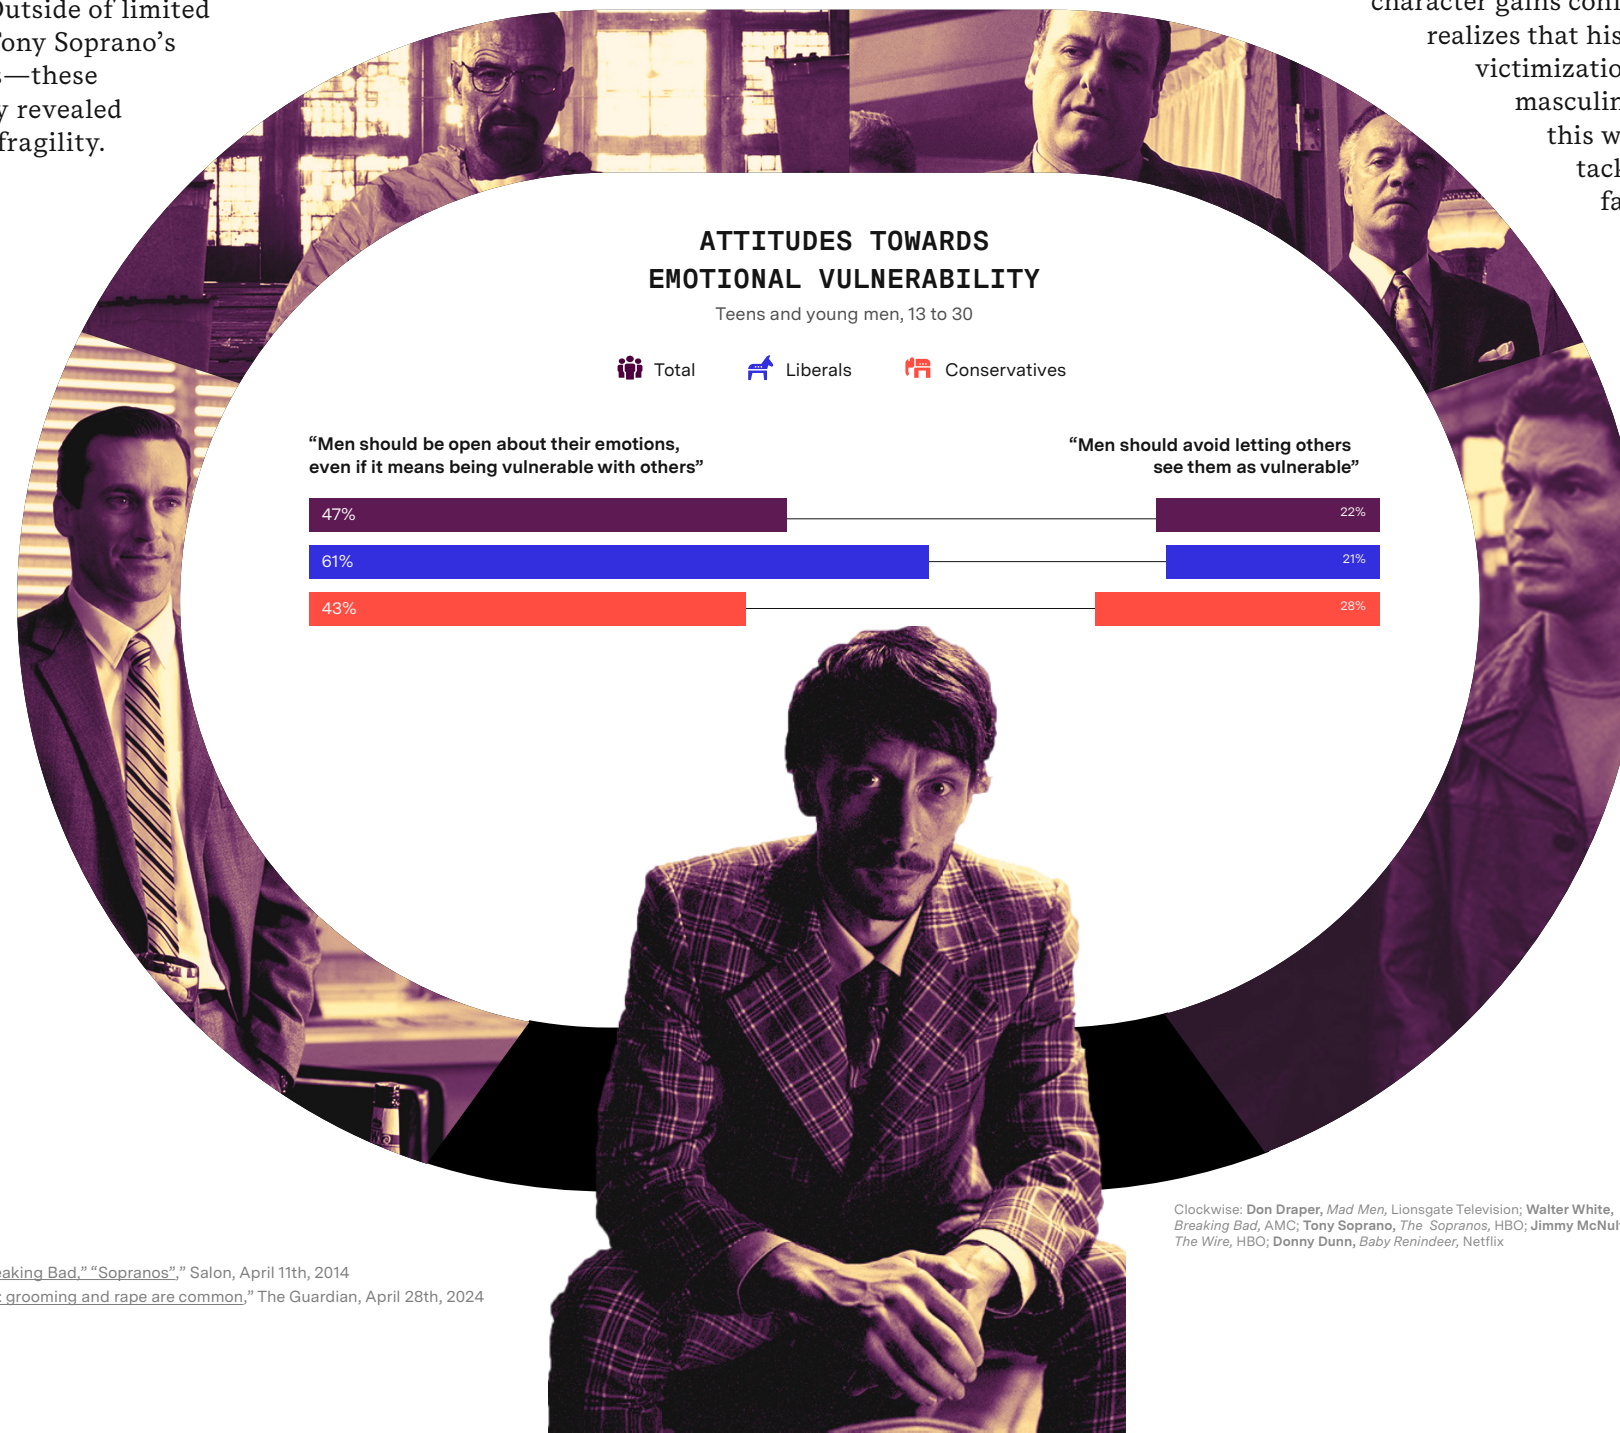 Outside of limited
Tony Soprano’s
s—these
y revealed
fragility.
character gains conf
realizes that his
victimizatio
masculin
this w
tack
fa
ATTITUDES TOWARDS
EMOTIONAL VULNERABILITY
Teens and young men, 13 to 30
Total
Liberals
Conservatives
“Men should be open about their emotions,
even if it means being vulnerable with others”
“Men should avoid letting others
see them as vulnerable”
47% 22%
61% 21%
43% 28%
Clockwise: Don Draper, Mad Men, Lionsgate Television; Walter White,
Breaking Bad, AMC; Tony Soprano, The Sopranos, HBO; Jimmy McNul
The Wire, HBO; Donny Dunn, Baby Renindeer, Netflix
eaking Bad,” “Sopranos”,” Salon, April 11th, 2014
: grooming and rape are common,” The Guardian, April 28th, 2024